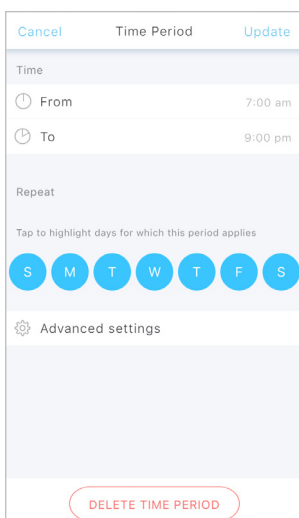 Cancel Time Period Update
Time
From 7:00 am
To 9:00 pm
Repeat
Tap to highlight days for which this period applies
S M T W T F S
Advanced settings
DELETE TIME PERIOD